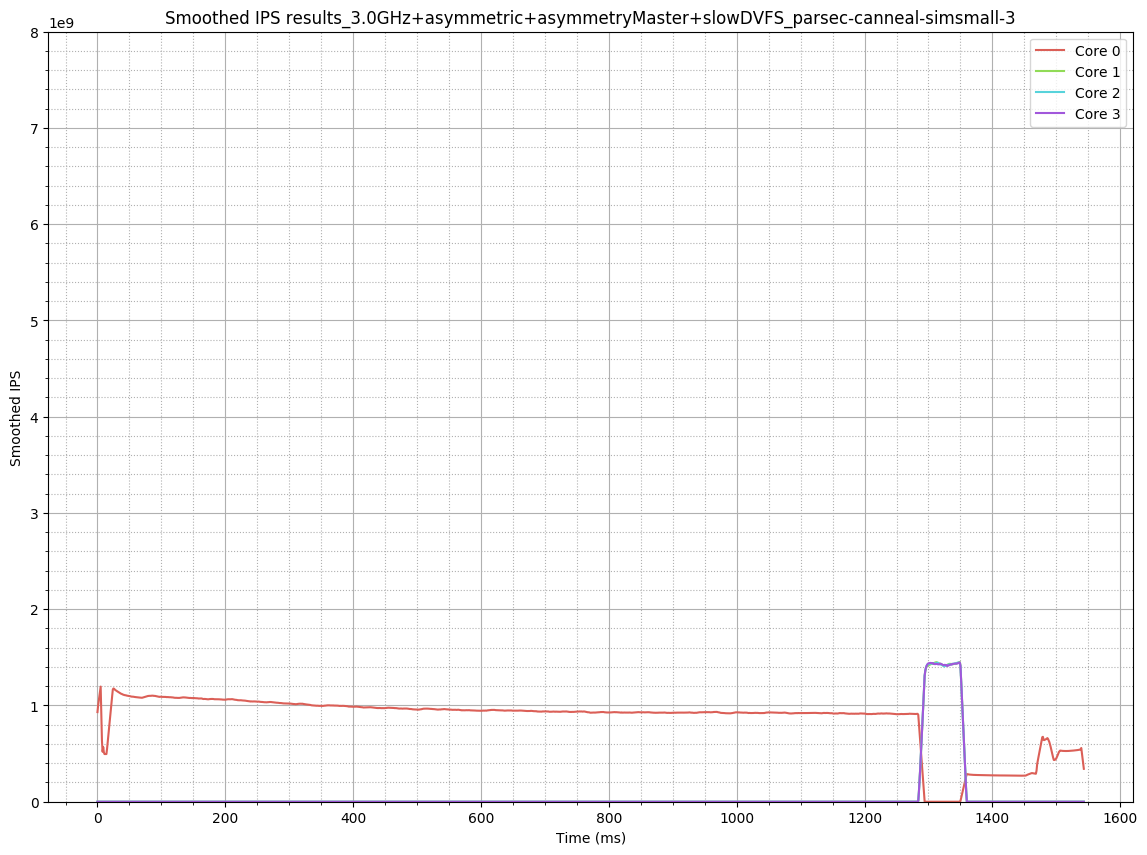 Smoothed IPS results_3.0GHz+asymmetric+asymmetryMaster+slowDVFS_parsec-canneal-simsmall-3
1e9
8
7
6
5
4
3
2
1
0
Smoothed IPS
Core 0
Core 1
Core 2
Core 3
0 200 400 600 800 1000 1200 1400 1600
Time (ms)